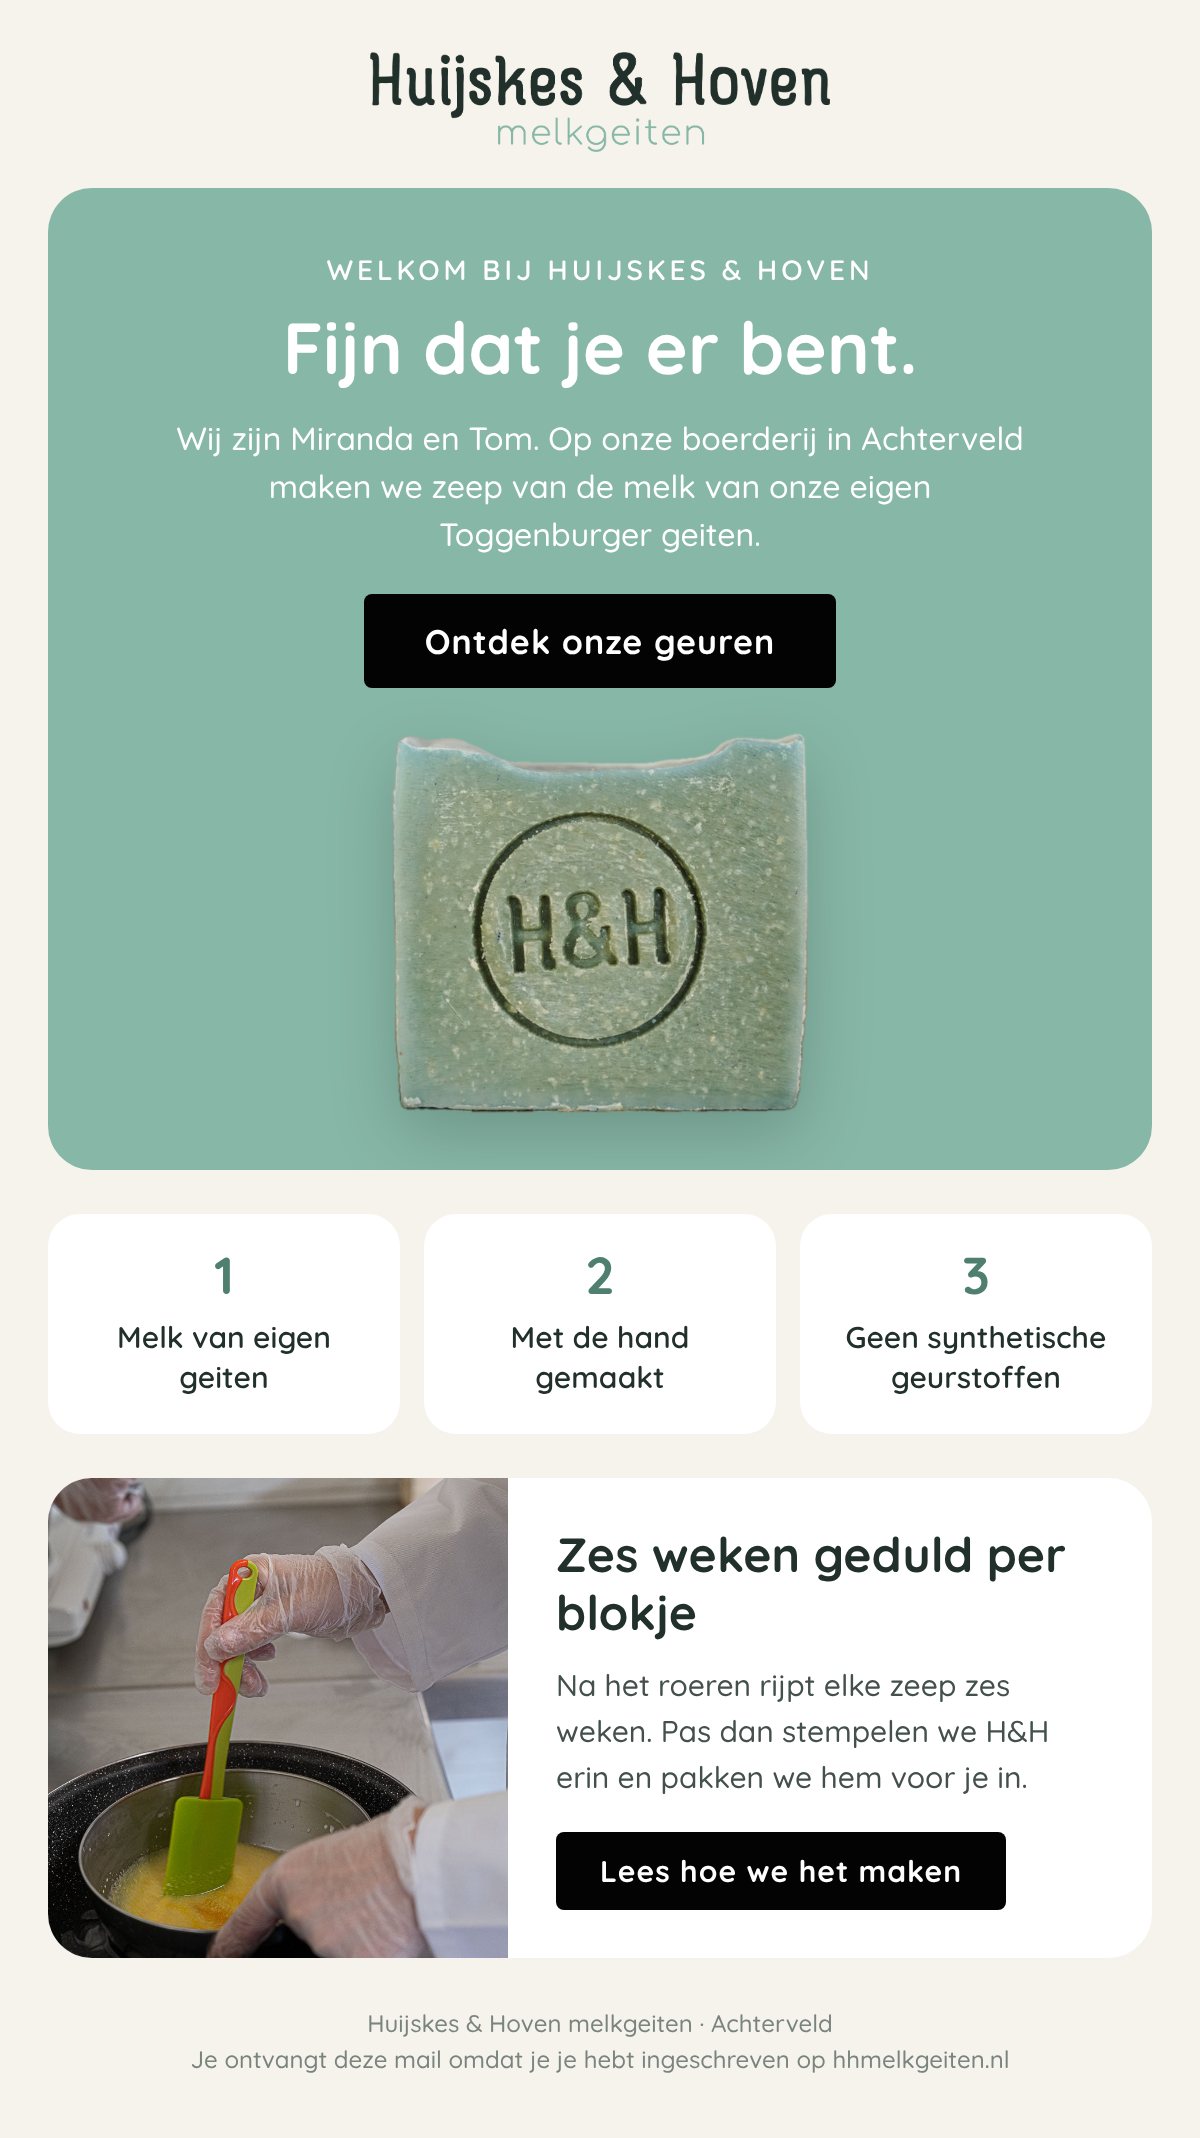 Huijskes & Hoven
melkgeiten
WELKOM BIJ HUIJSKES & HOVEN
Fijn dat je er bent.
Wij zijn Miranda en Tom. Op onze boerderij in Achterveld
maken we zeep van de melk van onze eigen
Toggenburger geiten.
Ontdek onze geuren
H&H
1
Melk van eigen
geiten
2
Met de hand
gemaakt
3
Geen synthetische
geurstoffen
Zes weken geduld per
blokje
Na het roeren rijpt elke zeep zes
weken. Pas dan stempelen we H&H
erin en pakken we hem voor je in.
Lees hoe we het maken
Huijskes & Hoven melkgeiten · Achterveld
Je ontvangt deze mail omdat je je hebt ingeschreven op hhmelkgeiten.nl